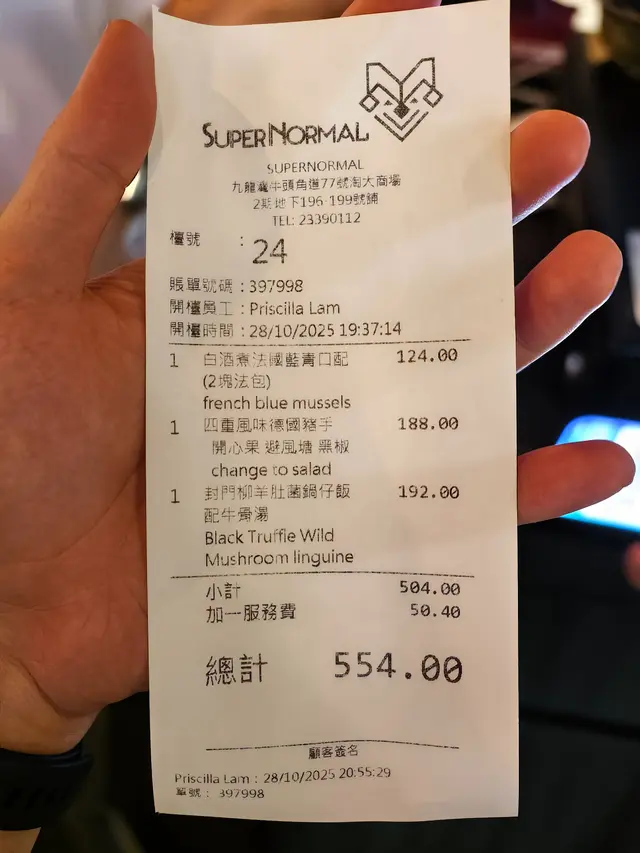 SUPERNORMAL
SUPERNORMAL
九龍灣牛頭角道77號淘大商場
2期地下196-199號舖
TEL: 23390112
檯號 : 24
賬單號碼 : 397998
開檯員工 : Priscilla Lam
開檯時間 : 28/10/2025 19:37:14
1 白酒煮法國藍青口配 124.00
(2塊法包)
french blue mussels
1 四重風味德國豬手 188.00
開心果 避風塘 黑椒
change to salad
1 封門柳羊肚菌鍋仔飯 192.00
配牛骨湯
Black Truffle Wild
Mushroom linguine
小計 504.00
加一服務費 50.40
總計 554.00
顧客簽名
Priscilla Lam : 28/10/2025 20:55:29
單號 : 397998